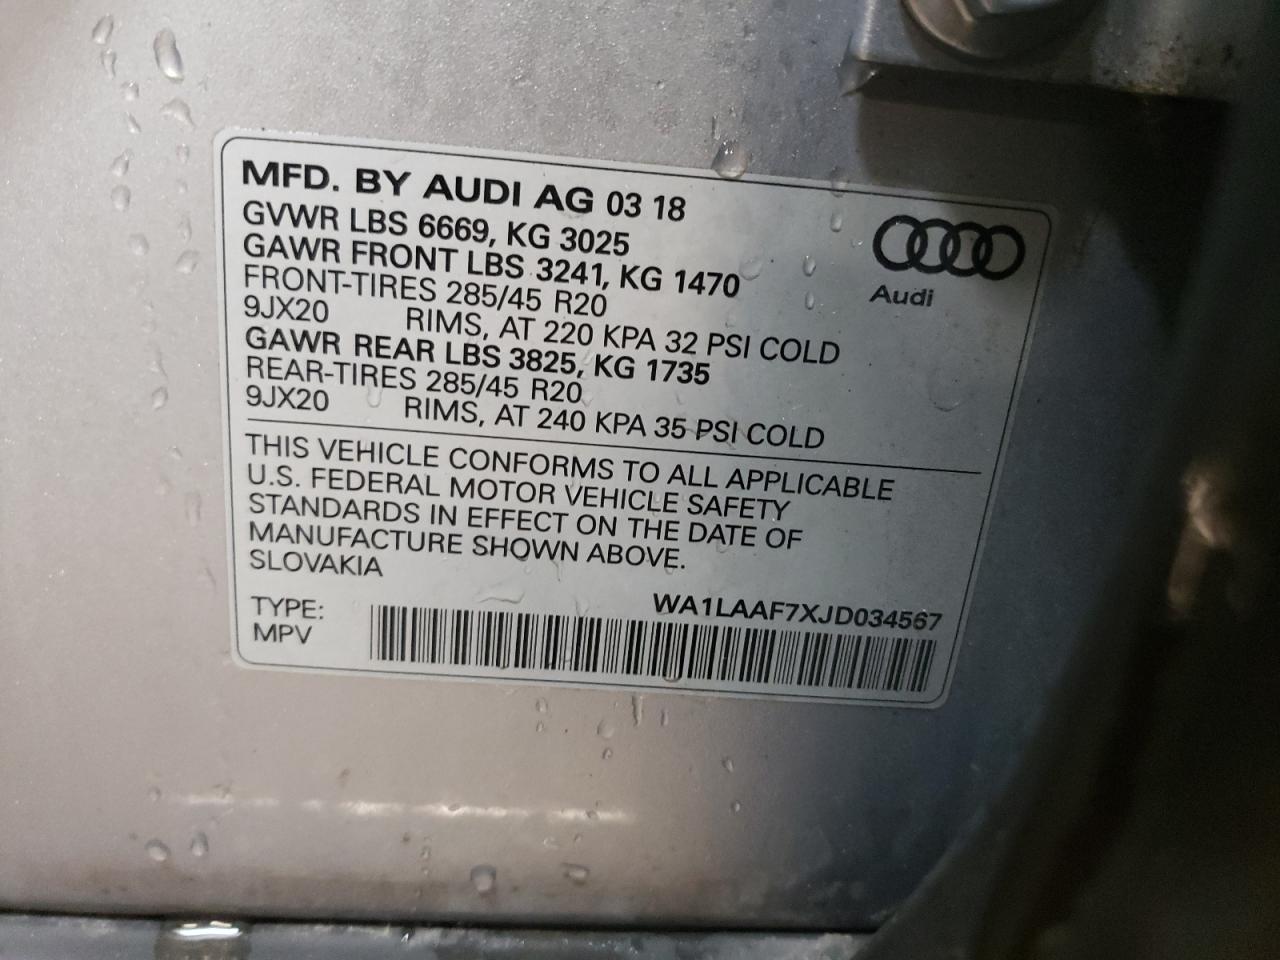 MFD. BY AUDI AG 03 18
GVWR LBS 6669, KG 3025
GAWR FRONT LBS 3241, KG 1470
FRONT-TIRES 285/45 R20
9JX20 RIMS, AT 220 KPA 32 PSI COLD
GAWR REAR LBS 3825, KG 1735
REAR-TIRES 285/45 R20
9JX20 RIMS, AT 240 KPA 35 PSI COLD
Audi
THIS VEHICLE CONFORMS TO ALL APPLICABLE
U.S. FEDERAL MOTOR VEHICLE SAFETY
STANDARDS IN EFFECT ON THE DATE OF
MANUFACTURE SHOWN ABOVE.
SLOVAKIA
WA1LAAF7XJD034567
TYPE:
MPV